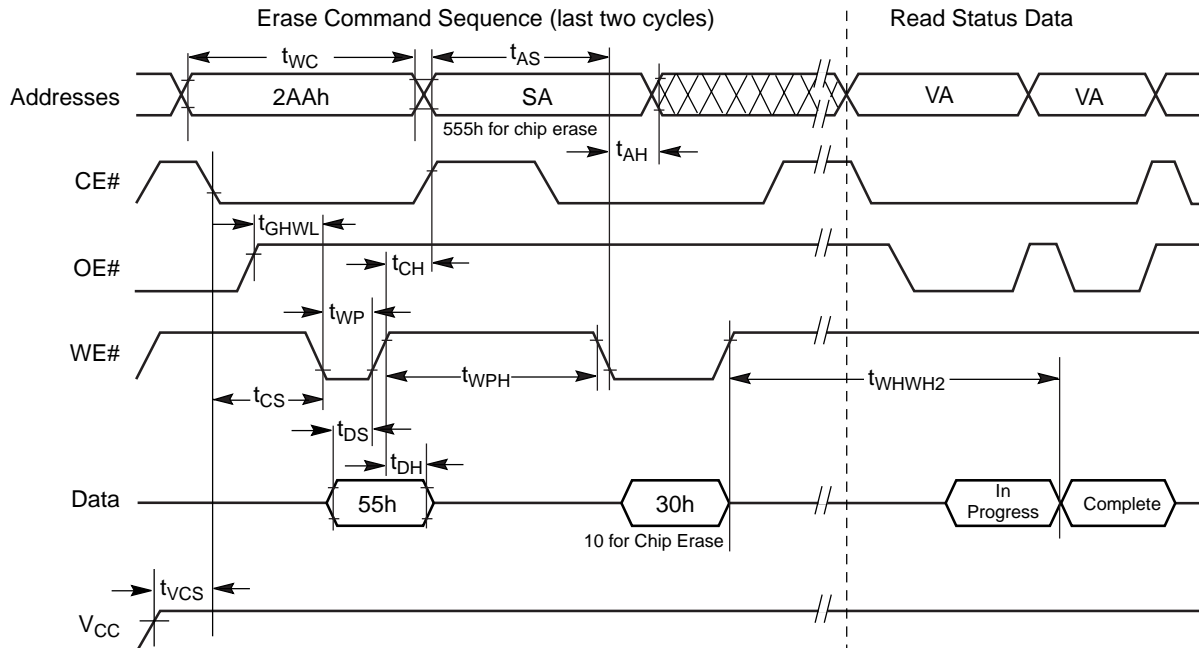 Erase Command Sequence (last two cycles) Read Status Data
tWC tAS
Addresses 2AAh SA VA VA
555h for chip erase
tAH
CE#
tGHWL
OE#
tCH
tWP
WE#
tWPH tWHWH2
tCS
tDS
tDH
Data 55h 30h In Progress Complete
10 for Chip Erase
tVCS
VCC